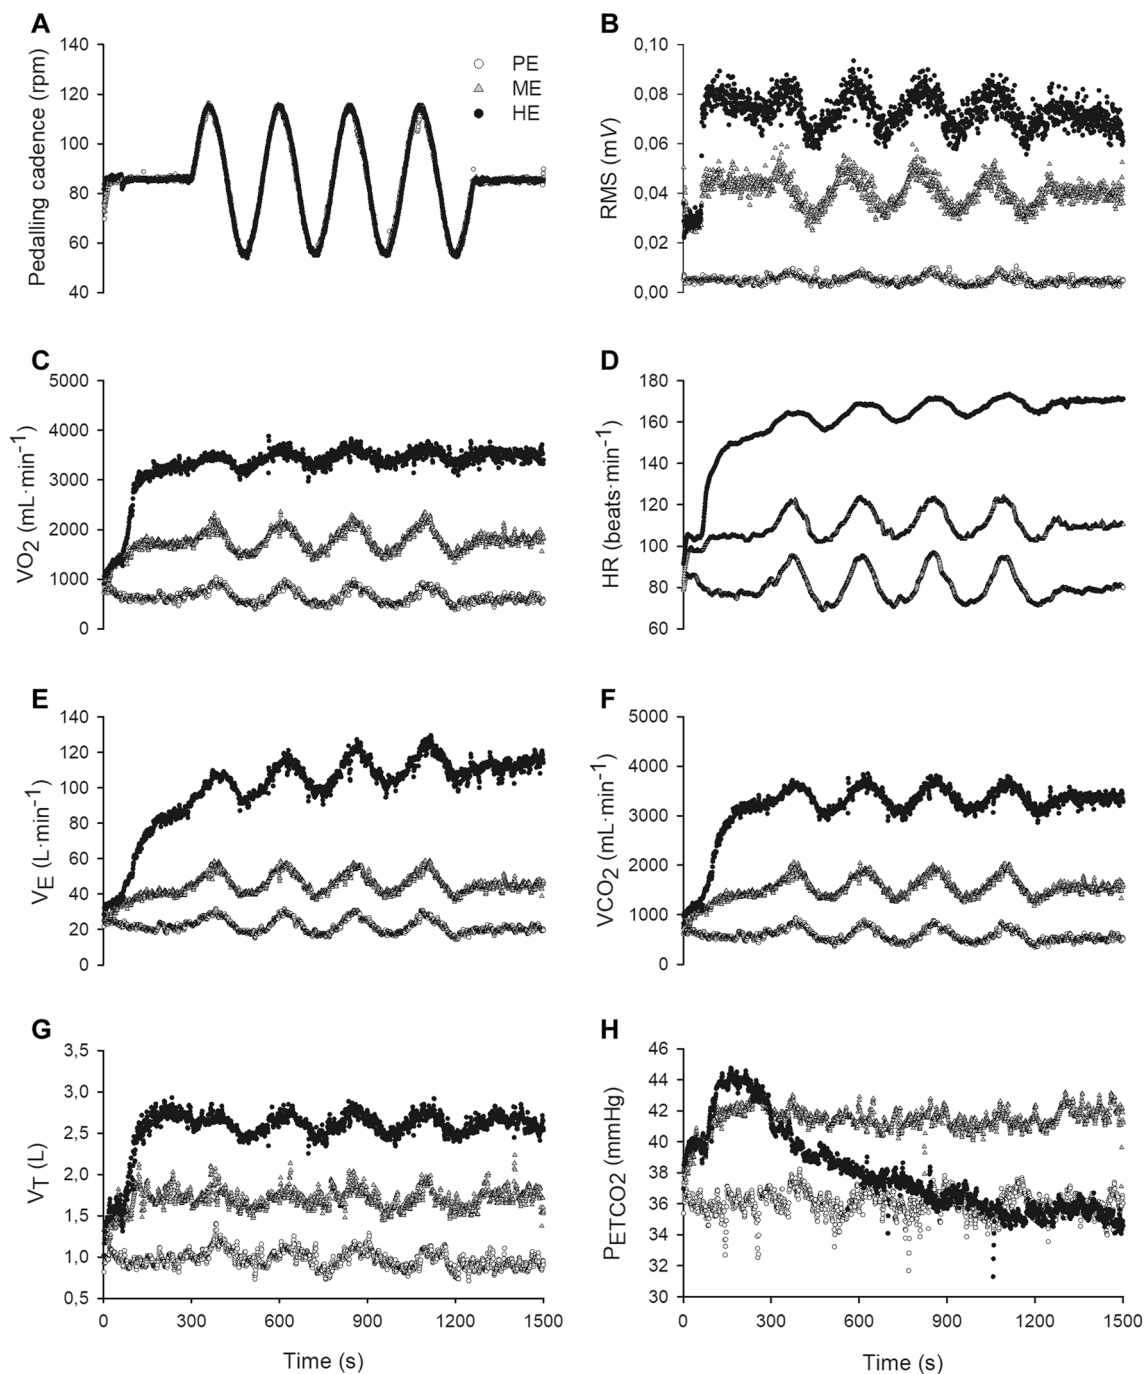 A
B
140
120
100
80
60
40
Pedalling cadence (rpm)
PE
ME
HE
0,10
0,08
0,06
0,04
0,02
0,00
RMS (mV)
C
D
5000
4000
3000
2000
1000
0
VO2 (mL·min−1)
180
160
140
120
100
80
60
HR (beats·min−1)
E
F
140
120
100
80
60
40
20
0
VE (L·min−1)
5000
4000
3000
2000
1000
0
VCO2 (mL·min−1)
G
H
3,5
3,0
2,5
2,0
1,5
1,0
0,5
VT (L)
0 300 600 900 1200 1500
Time (s)
46
44
42
40
38
36
34
32
30
PETCO2 (mmHg)
0 300 600 900 1200 1500
Time (s)